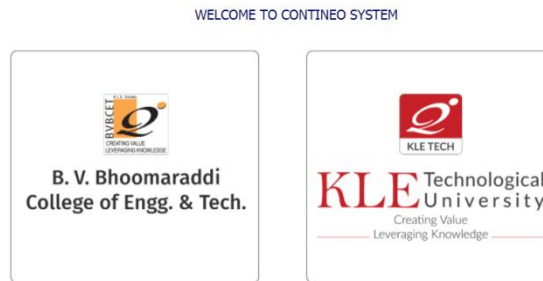 WELCOME TO CONTINEO SYSTEM
K.L.E. Society
BVBCET
CREATING VALUE
LEVERAGING KNOWLEDGE
B. V. Bhoomaraddi
College of Engg. & Tech.
KLE TECH
KLE Technological
University
Creating Value
Leveraging Knowledge